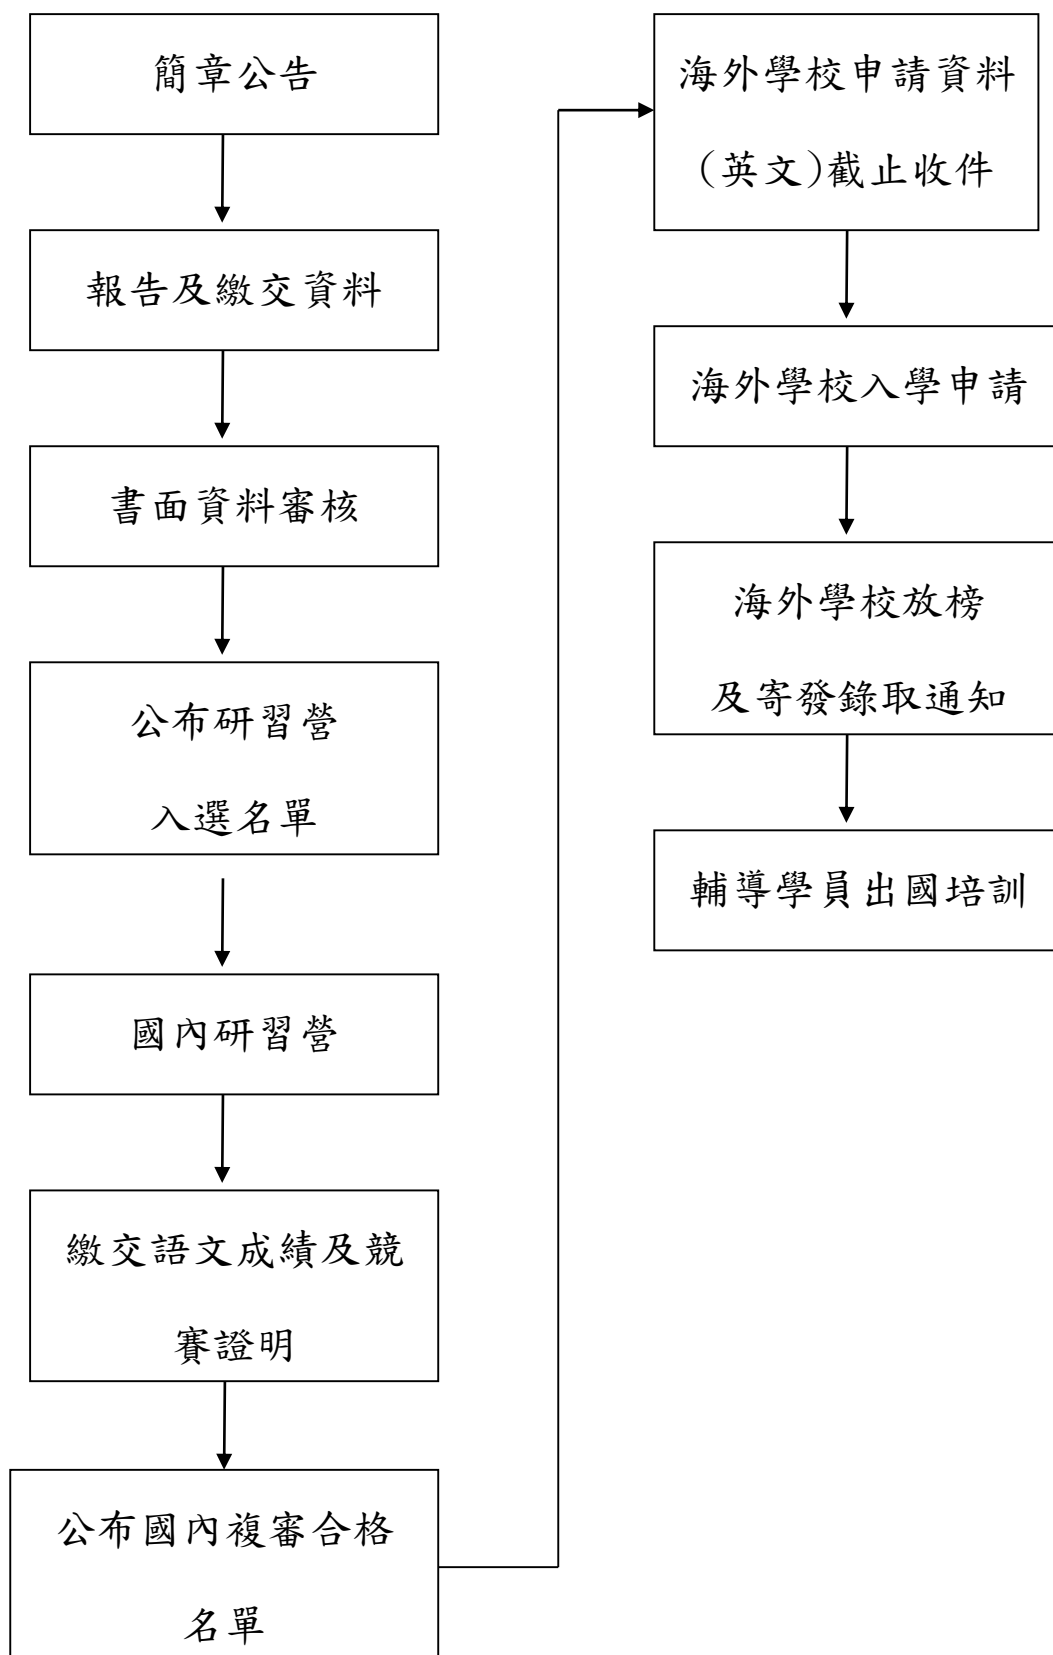 簡章公告
報告及繳交資料
書面資料審核
公布研習營
入選名單
國內研習營
繳交語文成績及競
賽證明
公布國內複審合格
名單
海外學校申請資料
(英文)截止收件
海外學校入學申請
海外學校放榜
及寄發錄取通知
輔導學員出國培訓